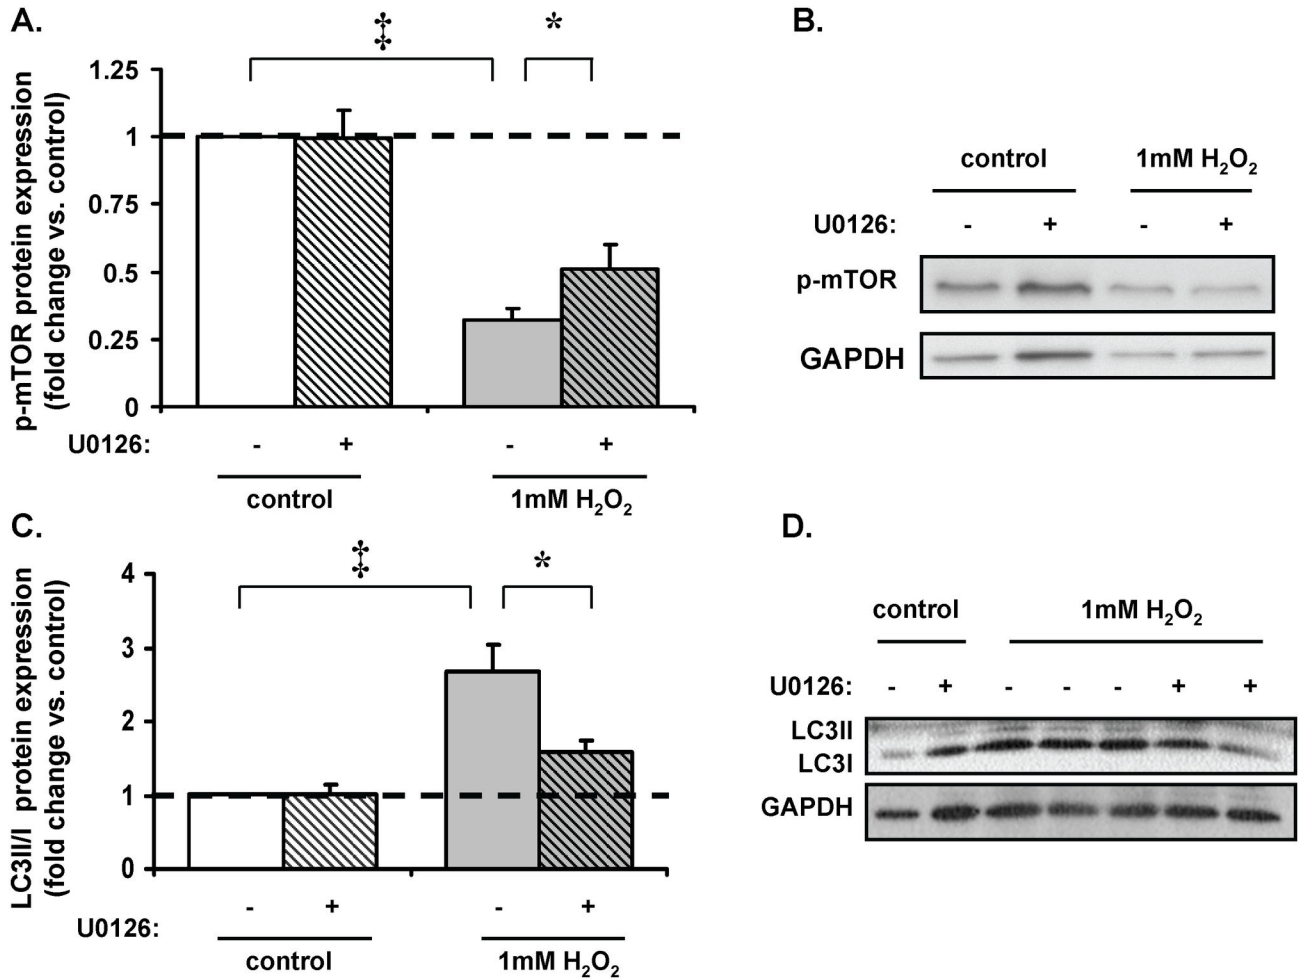 A.
‡
*
p-mTOR protein expression
(fold change vs. control)
1.25
1
0.75
0.5
0.25
0
U0126:
-
+
-
+
control
1mM H₂O₂
B.
control
1mM H₂O₂
U0126:
-
+
-
+
p-mTOR
GAPDH
C.
‡
*
LC3II/I protein expression
(fold change vs. control)
4
3
2
1
0
-
+
-
+
U0126:
control
1mM H₂O₂
D.
control
1mM H₂O₂
U0126:
-
+
-
-
-
+
+
LC3II
LC3I
GAPDH